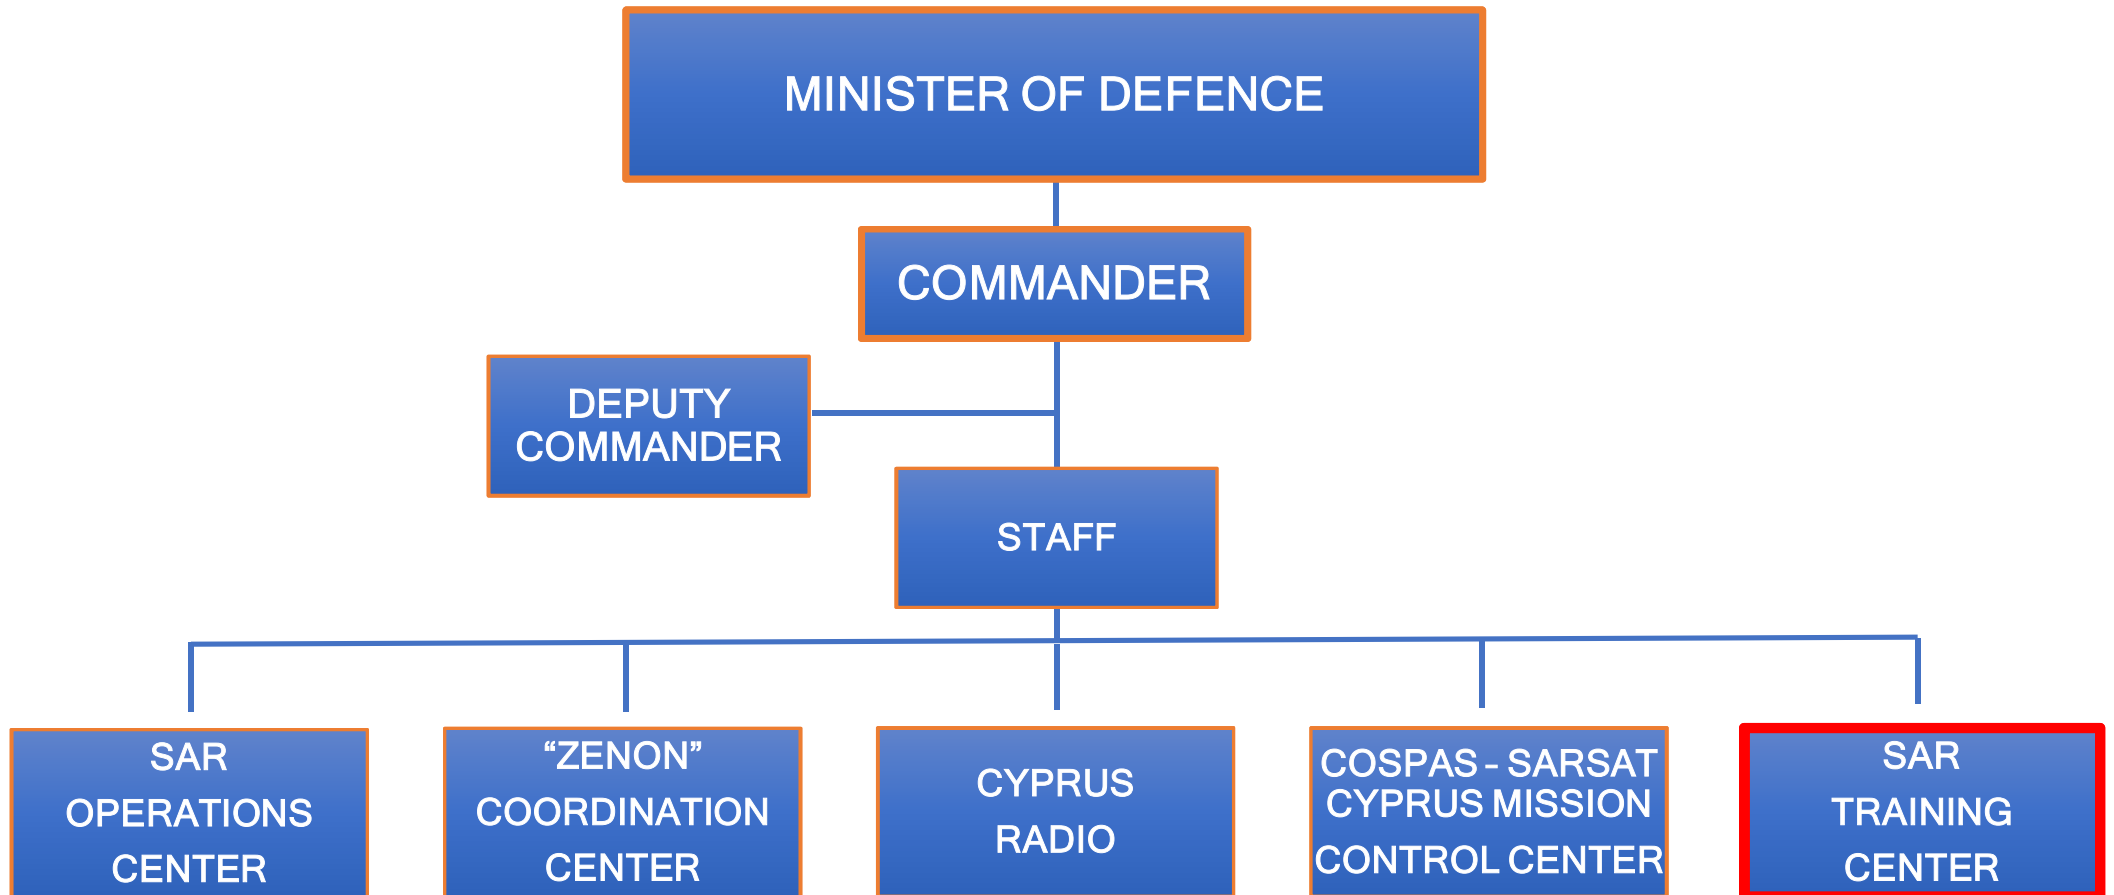 MINISTER OF DEFENCE
COMMANDER
DEPUTY
COMMANDER
STAFF
SAR
OPERATIONS
CENTER
“ZENON”
COORDINATION
CENTER
CYPRUS
RADIO
COSPAS – SARSAT
CYPRUS MISSION
CONTROL CENTER
SAR
TRAINING
CENTER